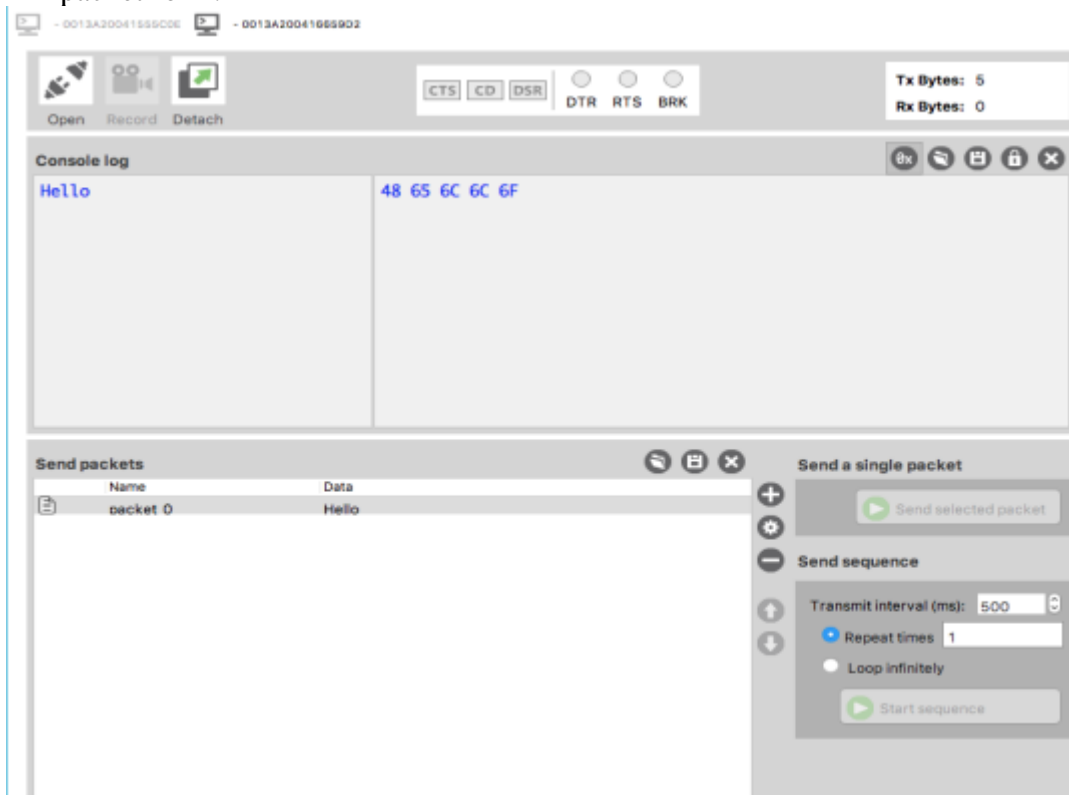 - 0013A200415559C0E - 0013A200416659D2
CTS CD DSR DTR RTS BRK
Tx Bytes: 5
Rx Bytes: 0
Open Record Detach
Console log
Hello 48 65 6C 6C 6F
Send packets
Name Data
packet 0 Hello
Send a single packet
Send selected packet
Send sequence
Transmit interval (ms): 500
Repeat times 1
Loop infinitely
Start sequence